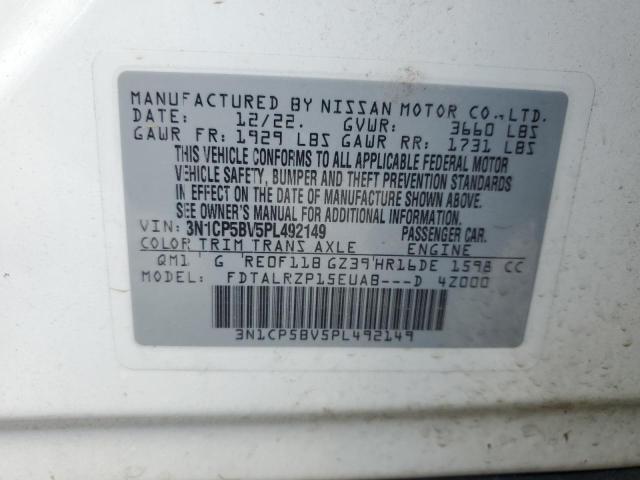 MANUFACTURED BY NISSAN MOTOR CO.,LTD.
DATE: 12/22. GVWR: 3660 LBS
GAWR FR: 1929 LBS GAWR RR: 1731 LBS
THIS VEHICLE CONFORMS TO ALL APPLICABLE FEDERAL MOTOR
VEHICLE SAFETY, BUMPER AND THEFT PREVENTION STANDARDS
IN EFFECT ON THE DATE OF MANUFACTURE SHOWN ABOVE.
SEE OWNER'S MANUAL FOR ADDITIONAL INFORMATION
VIN: 3N1CP5BV5PL492149 PASSENGER CAR.
COLOR TRIM TRANS AXLE ENGINE
QM1 G RE0F11B GZ39 HR16DE 1598 CC
MODEL: FDTALRZP15EUAB---D 4Z000
3N1CP5BV5PL492149